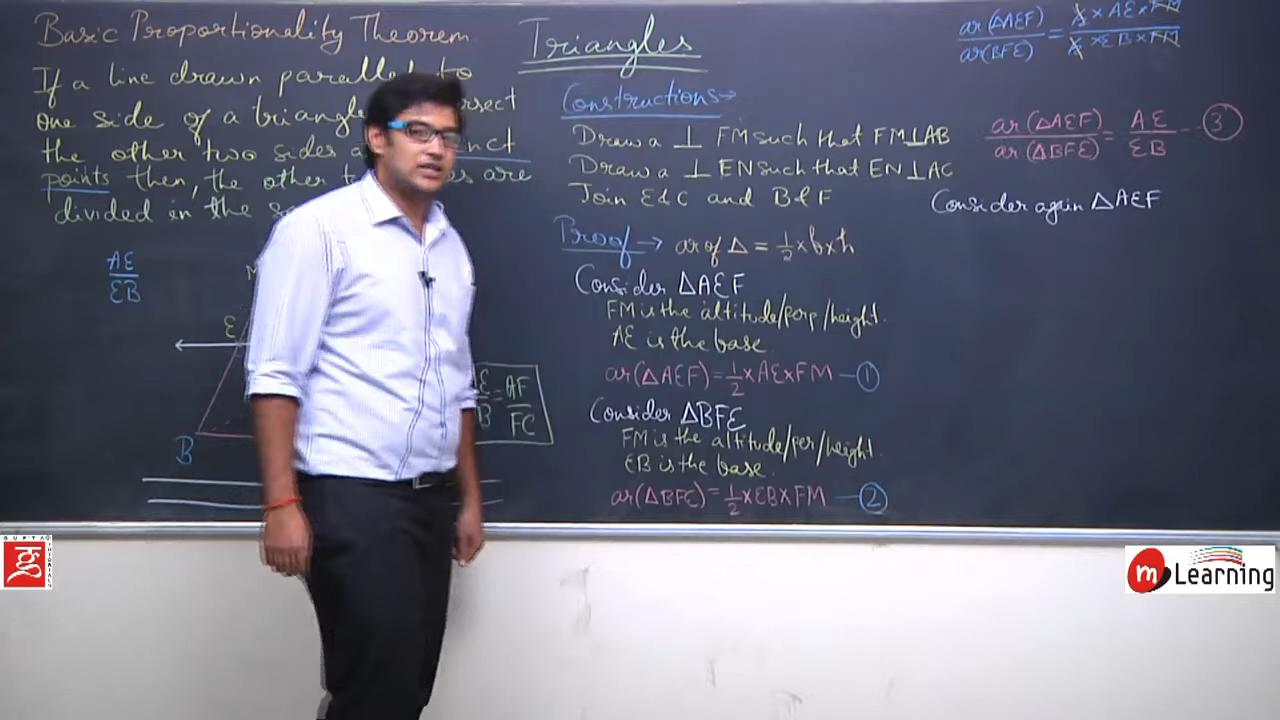 Basic Proportionality Theorem
If a line drawn parallel to
one side of a triangle
the other two sides
points then, the other are
divided in the
AE
EB
M
E
B
AF
FC
Triangles
Constructions→
Draw a ⊥ FM such that FM⊥AB
Draw a ⊥ EN such that EN⊥AC
Join E&C and B&F
Proof → ar of Δ = 1/2 × b × h
Consider ΔAEF
FM is the altitude/perp/height.
AE is the base
ar(ΔAEF) = 1/2 × AE × FM — ①
Consider ΔBFE
FM is the altitude/per/height.
EB is the base.
ar(ΔBFE) = 1/2 × EB × FM — ②
ar(ΔAEF)/ar(BFE) = × AE × FM / × EB × FM
ar(ΔAEF)/ar(ΔBFE) = AE/EB --- ③
Consider again ΔAEF
GUPTA
TUTORIALS
m Learning